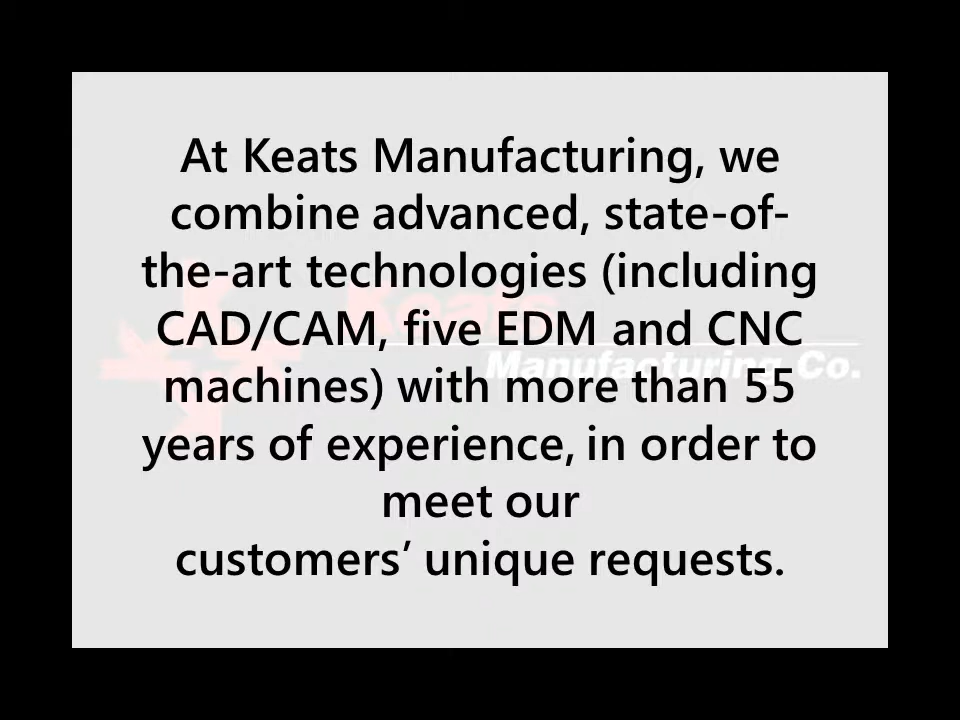 At Keats Manufacturing, we
combine advanced, state-of-
the-art technologies (including
CAD/CAM, five EDM and CNC
machines) with more than 55
years of experience, in order to
meet our
customers’ unique requests.
Keats
Manufacturing Co.